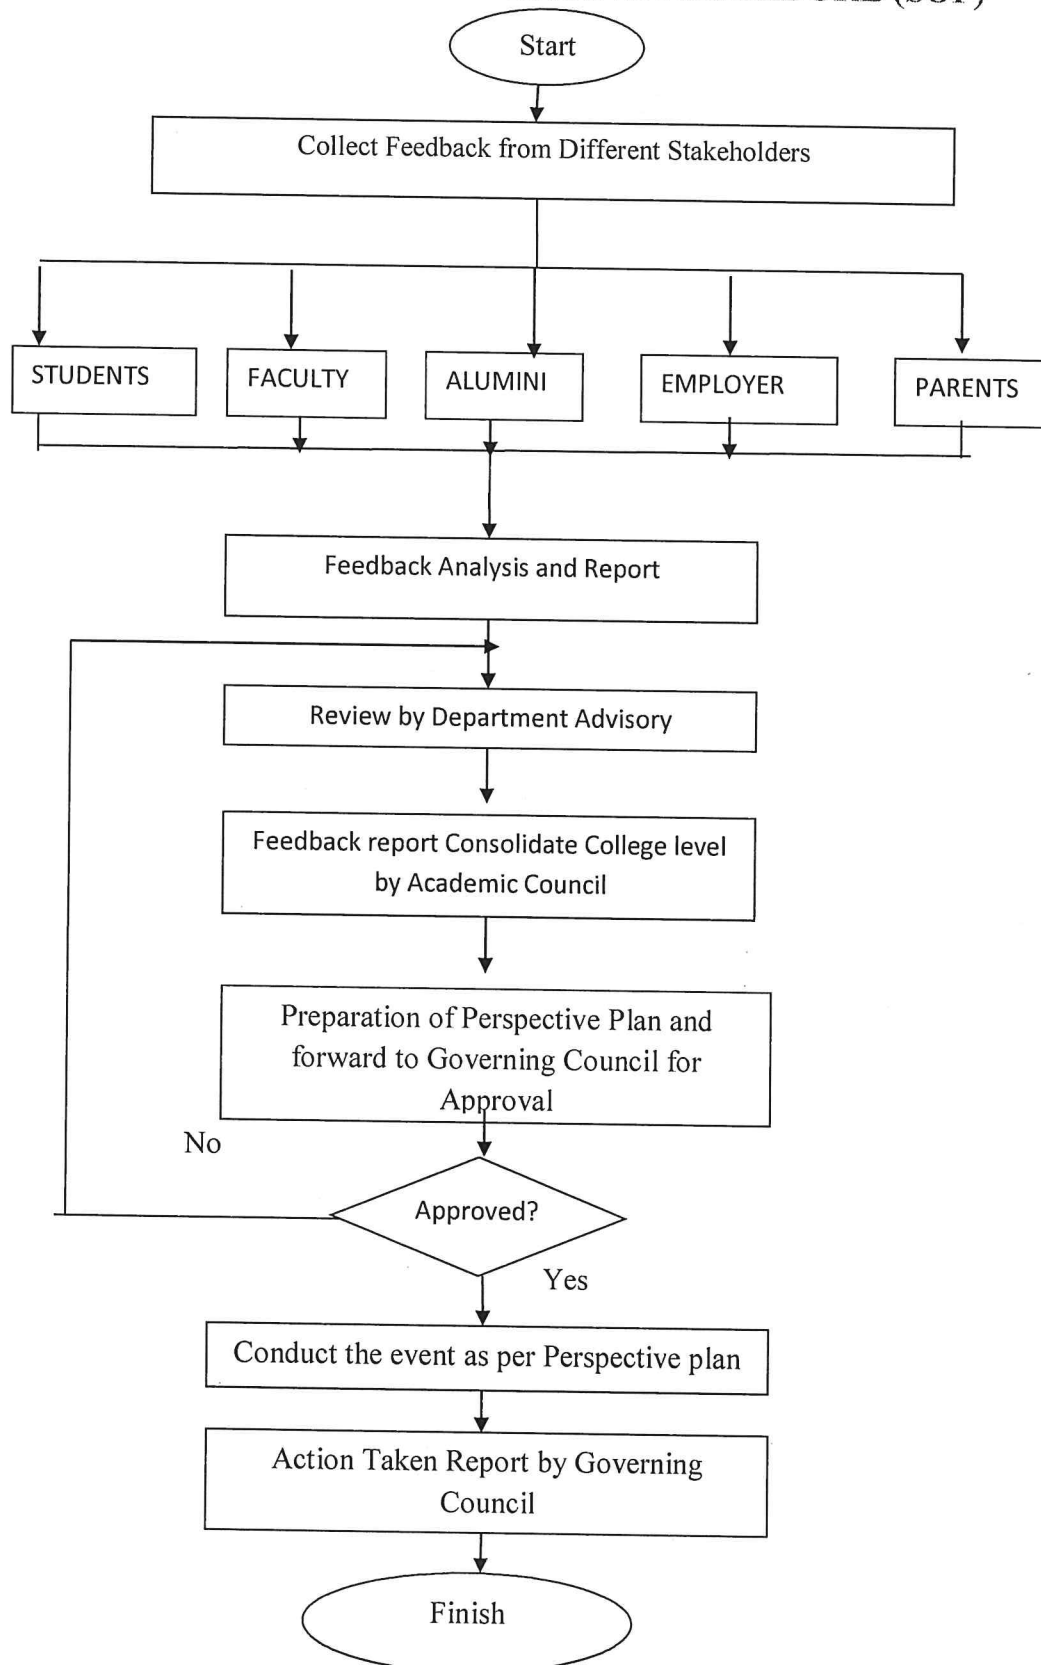 Start
Collect Feedback from Different Stakeholders
STUDENTS
FACULTY
ALUMINI
EMPLOYER
PARENTS
Feedback Analysis and Report
Review by Department Advisory
Feedback report Consolidate College level
by Academic Council
Preparation of Perspective Plan and
forward to Governing Council for
Approval
No
Approved?
Yes
Conduct the event as per Perspective plan
Action Taken Report by Governing
Council
Finish